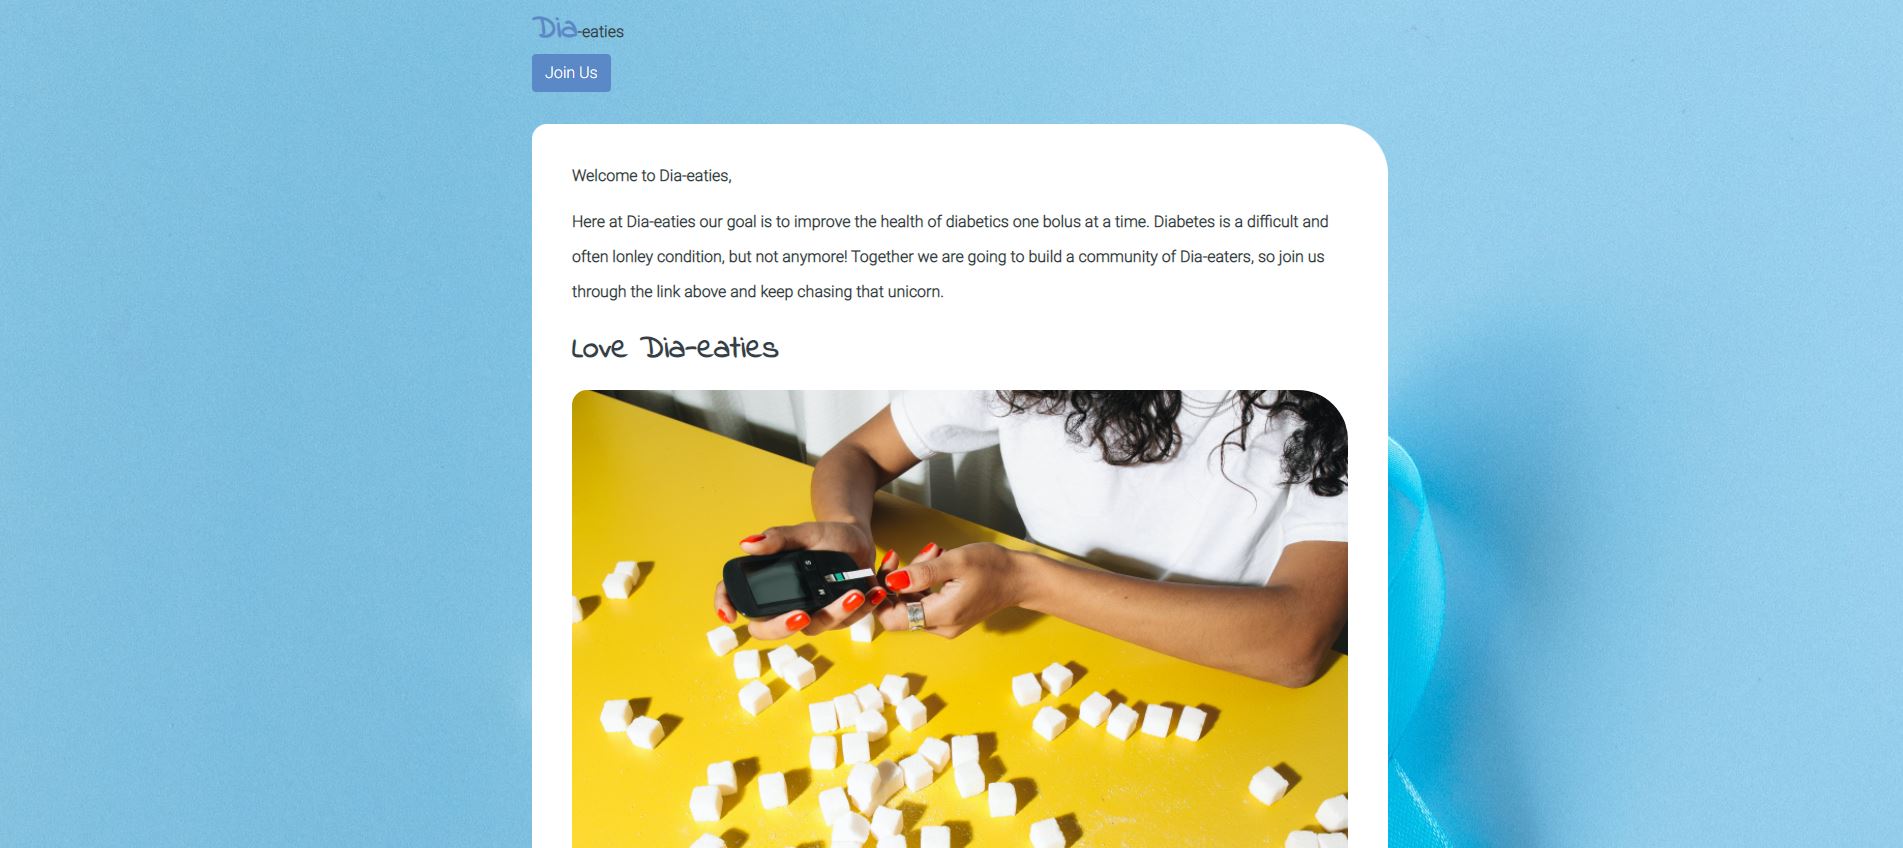 Dia-eaties
Join Us
Welcome to Dia-eaties,
Here at Dia-eaties our goal is to improve the health of diabetics one bolus at a time. Diabetes is a difficult and
often lonley condition, but not anymore! Together we are going to build a community of Dia-eaters, so join us
through the link above and keep chasing that unicorn.
Love Dia-eaties